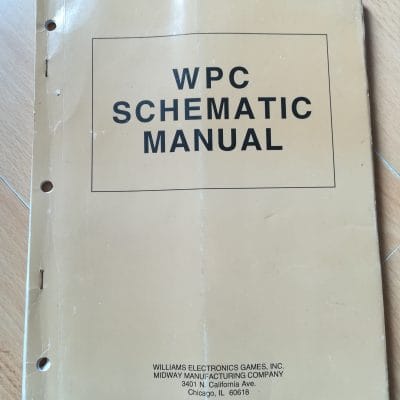 WPC
SCHEMATIC
MANUAL
WILLIAMS ELECTRONICS GAMES, INC.
MIDWAY MANUFACTURING COMPANY
3401 N. California Ave.
Chicago, IL 60618